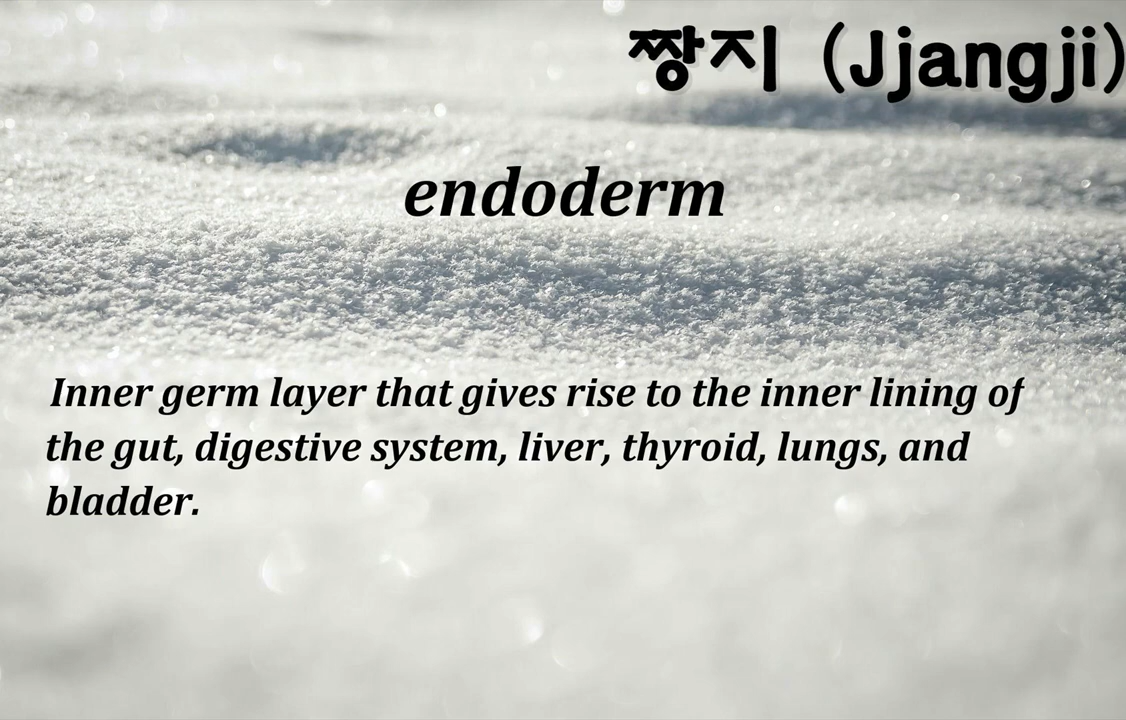 짱지 (Jjangji)
endoderm
Inner germ layer that gives rise to the inner lining of
the gut, digestive system, liver, thyroid, lungs, and
bladder.